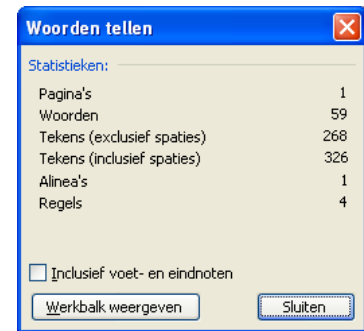 Woorden tellen
Statistieken:
Pagina's 1
Woorden 59
Tekens (exclusief spaties) 268
Tekens (inclusief spaties) 326
Alinea's 1
Regels 4
Inclusief voet- en eindnoten
Werkbalk weergeven Sluiten